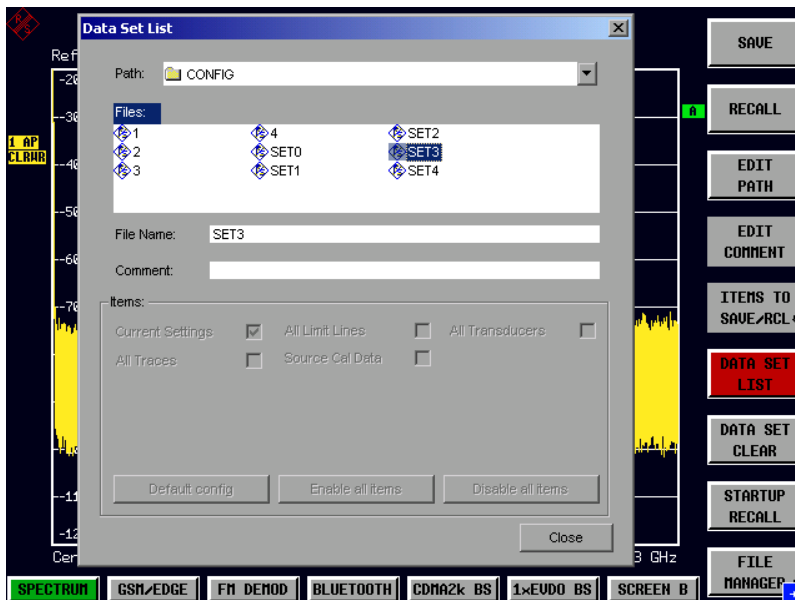 R/S
Data Set List
Ref
Path: CONFIG
Files:
1 4 SET2
2 SET0 SET3
3 SET1 SET4
File Name: SET3
Comment:
Items:
Current Settings All Limit Lines All Transducers
All Traces Source Cal Data
Default config Enable all items Disable all items
Close
-20
-30
-40
-50
-60
-70
-11
-12
Cen
3 GHz
1 AP
CLRWR
A
SAVE
RECALL
EDIT
PATH
EDIT
COMMENT
ITEMS TO
SAVE/RCL
DATA SET
LIST
DATA SET
CLEAR
STARTUP
RECALL
FILE
MANAGER
SPECTRUM GSM/EDGE FM DEMOD BLUETOOTH CDMA2k BS 1xEVDO BS SCREEN B